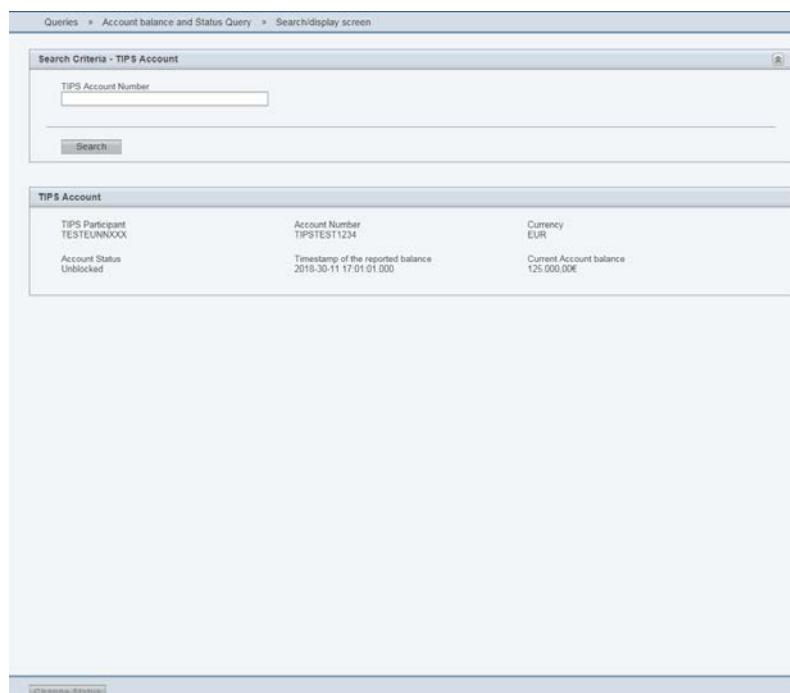 Queries » Account balance and Status Query » Search/display screen
Search Criteria - TIPS Account
TIPS Account Number
Search
TIPS Account
TIPS Participant Account Number Currency
TESTEUNNXXX TIPSTEST1234 EUR
Account Status Timestamp of the reported balance Current Account balance
Unblocked 2018-30-11 17:01:01.000 125.000,00€
Change Status